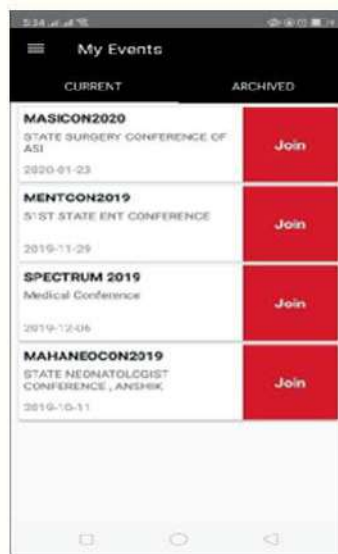 5:34
My Events
CURRENT ARCHIVED
MASICON2020
STATE SURGERY CONFERENCE OF
ASI
Join
2020-01-23
MENTCON2019
51ST STATE ENT CONFERENCE
Join
2019-11-29
SPECTRUM 2019
Medical Conference
Join
2019-12-06
MAHANEOCON2019
STATE NEONATOLOGIST
CONFERENCE , ANSHIK
Join
2019-10-11